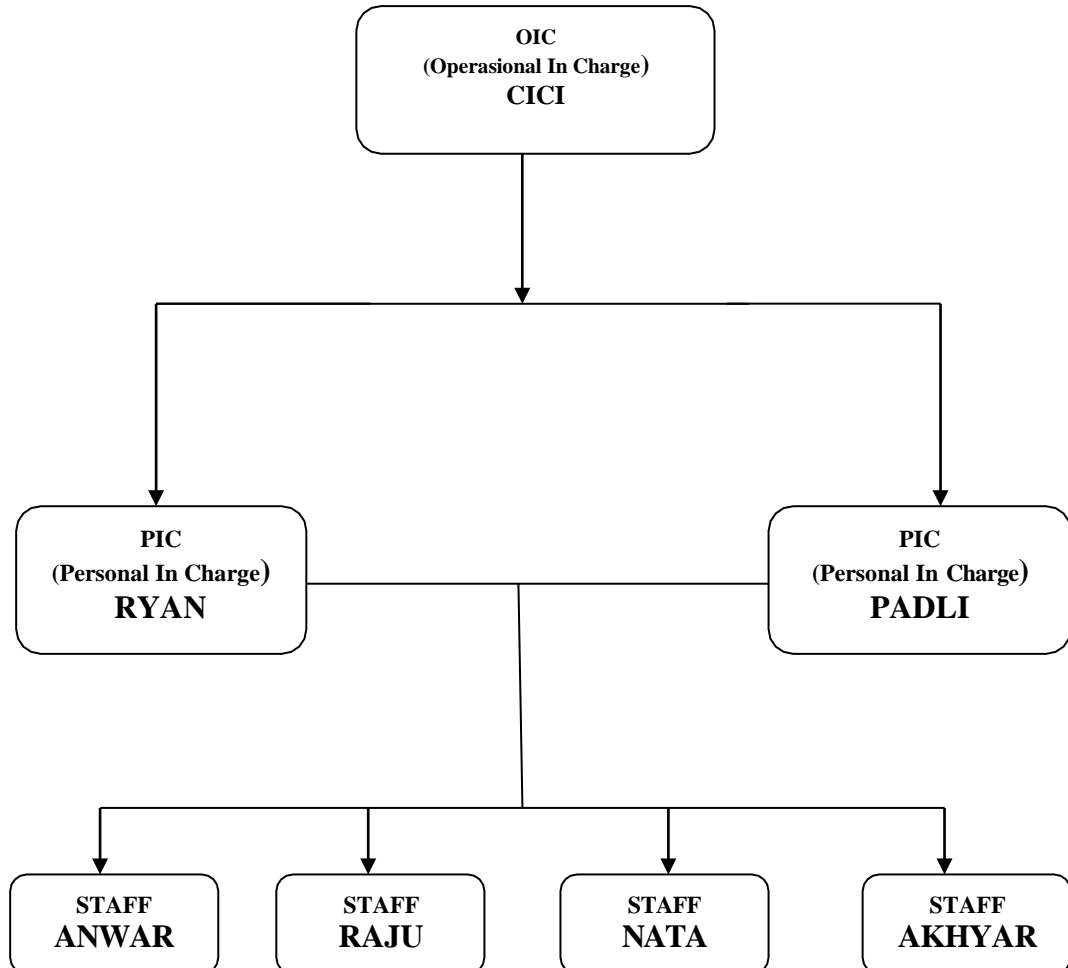 OIC
(Operasional In Charge)
CICI
PIC
(Personal In Charge)
RYAN
PIC
(Personal In Charge)
PADLI
STAFF
ANWAR
STAFF
RAJU
STAFF
NATA
STAFF
AKHYAR